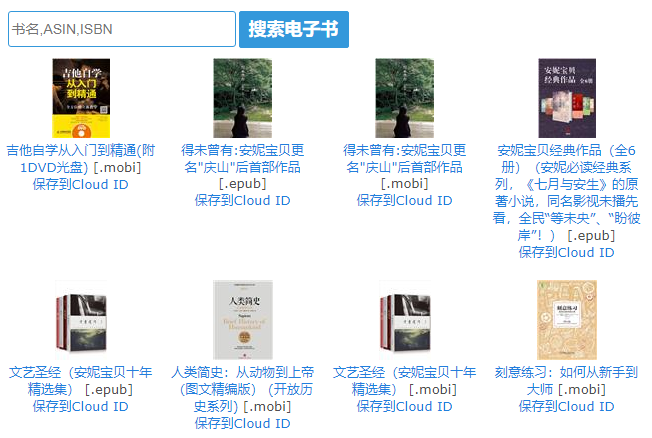 书名,ASIN,ISBN
搜索电子书
吉他自学
从入门
到精通
安妮宝贝
经典作品 全6册
吉他自学从入门到精通(附
1DVD光盘) [.mobi]
保存到Cloud ID
得未曾有:安妮宝贝更
名"庆山"后首部作品
[.epub]
保存到Cloud ID
得未曾有:安妮宝贝更
名"庆山"后首部作品
[.mobi]
保存到Cloud ID
安妮宝贝经典作品（全6
册）（安妮必读经典系
列，《七月与安生》的原
著小说，同名影视未播先
看，全民“等未央”、“盼彼
岸”！） [.epub]
保存到Cloud ID
人类简史
刻意练习
文艺圣经（安妮宝贝十年
精选集） [.epub]
保存到Cloud ID
人类简史：从动物到上帝
(图文精编版） (开放历
史系列) [.mobi]
保存到Cloud ID
文艺圣经（安妮宝贝十年
精选集） [.mobi]
保存到Cloud ID
刻意练习：如何从新手到
大师 [.mobi]
保存到Cloud ID